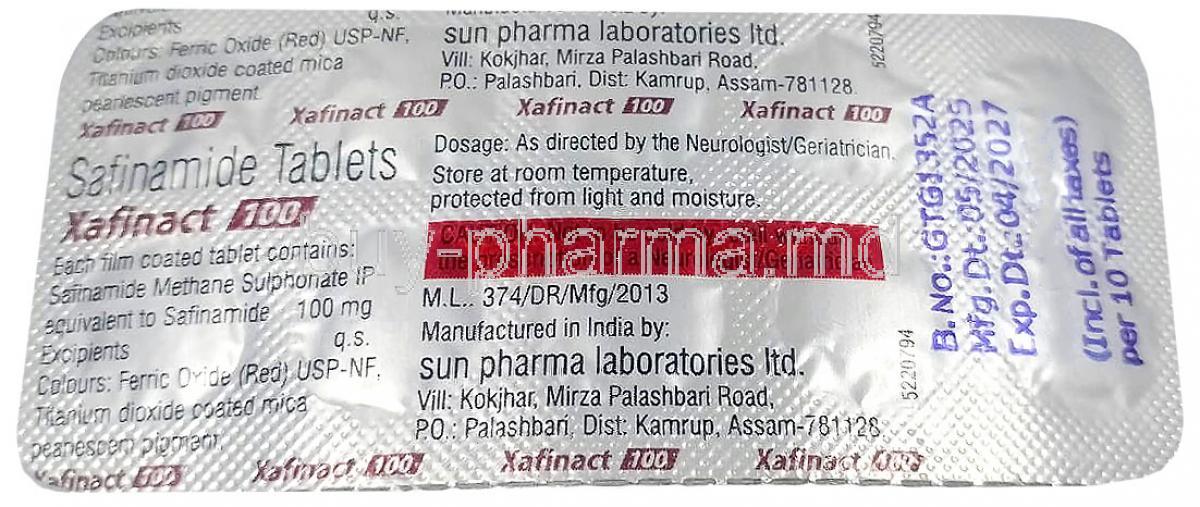 Excipients q.s.
Colours: Ferric Oxide (Red) USP-NF,
Titanium dioxide coated mica
pearlescent pigment
sun pharma laboratories ltd.
Vill: Kokjhar, Mirza Palashbari Road,
P.O.: Palashbari, Dist: Kamrup, Assam-781128.
5220794
Xafinact 100 Xafinact 100 Xafinact 100 Xafinact 100
Safinamide Tablets
Xafinact 100
Each film coated tablet contains:
Safinamide Methane Sulphonate IP
equivalent to Safinamide 100 mg
Excipients q.s.
Colours: Ferric Oxide (Red) USP-NF,
Titanium dioxide coated mica
pearlescent pigment.
Dosage: As directed by the Neurologist/Geriatrician.
Store at room temperature,
protected from light and moisture.
buy-pharma.md
M.L.: 374/DR/Mfg/2013
Manufactured in India by:
sun pharma laboratories ltd.
Vill: Kokjhar, Mirza Palashbari Road,
P.O.: Palashbari, Dist: Kamrup, Assam-781128.
5220794
Xafinact 100 Xafinact 100 Xafinact 100 Xafinact 100
B. No.:GTG1352A
Mfg.Dt.:05/2025
Exp.Dt.:04/2027
(Incl. of all taxes)
per 10 Tablets